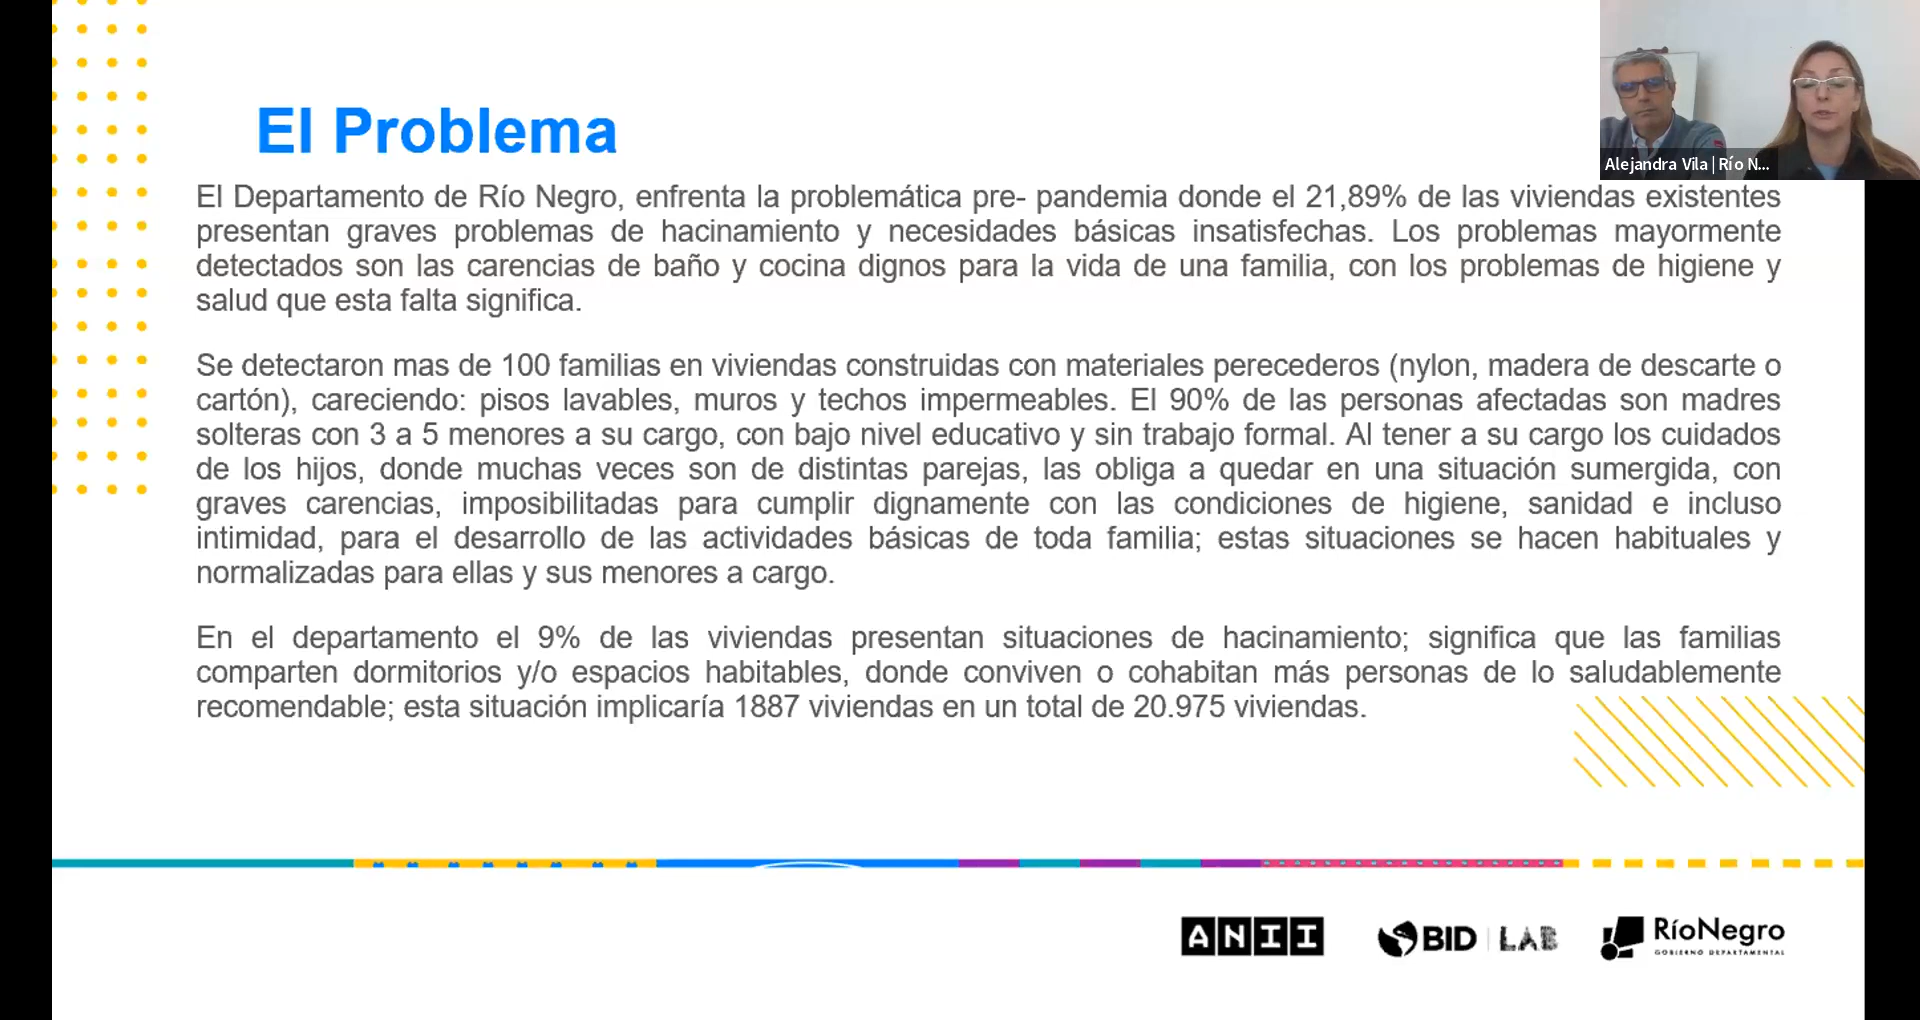 El Problema
Alejandra Vila | Río N...
El Departamento de Río Negro, enfrenta la problemática pre- pandemia donde el 21,89% de las viviendas existentes
presentan graves problemas de hacinamiento y necesidades básicas insatisfechas. Los problemas mayormente
detectados son las carencias de baño y cocina dignos para la vida de una familia, con los problemas de higiene y
salud que esta falta significa.
Se detectaron mas de 100 familias en viviendas construidas con materiales perecederos (nylon, madera de descarte o
cartón), careciendo: pisos lavables, muros y techos impermeables. El 90% de las personas afectadas son madres
solteras con 3 a 5 menores a su cargo, con bajo nivel educativo y sin trabajo formal. Al tener a su cargo los cuidados
de los hijos, donde muchas veces son de distintas parejas, las obliga a quedar en una situación sumergida, con
graves carencias, imposibilitadas para cumplir dignamente con las condiciones de higiene, sanidad e incluso
intimidad, para el desarrollo de las actividades básicas de toda familia; estas situaciones se hacen habituales y
normalizadas para ellas y sus menores a cargo.
En el departamento el 9% de las viviendas presentan situaciones de hacinamiento; significa que las familias
comparten dormitorios y/o espacios habitables, donde conviven o cohabitan más personas de lo saludablemente
recomendable; esta situación implicaría 1887 viviendas en un total de 20.975 viviendas.
ANII
BID | LAB
RíoNegro
GOBIERNO DEPARTAMENTAL